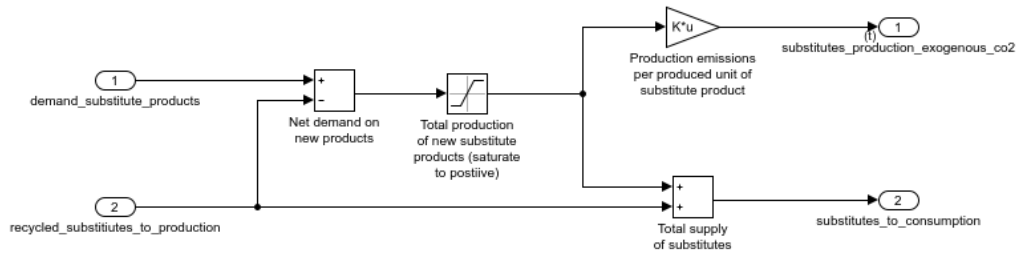 K*u
1
(t)
substitutes_production_exogenous_co2
Production emissions
per produced unit of
substitute product
1
demand_substitute_products
+
−
Net demand on
new products
Total production
of new substitute
products (saturate
to postiive)
2
recycled_substitiutes_to_production
+
+
Total supply
of substitutes
2
substitutes_to_consumption